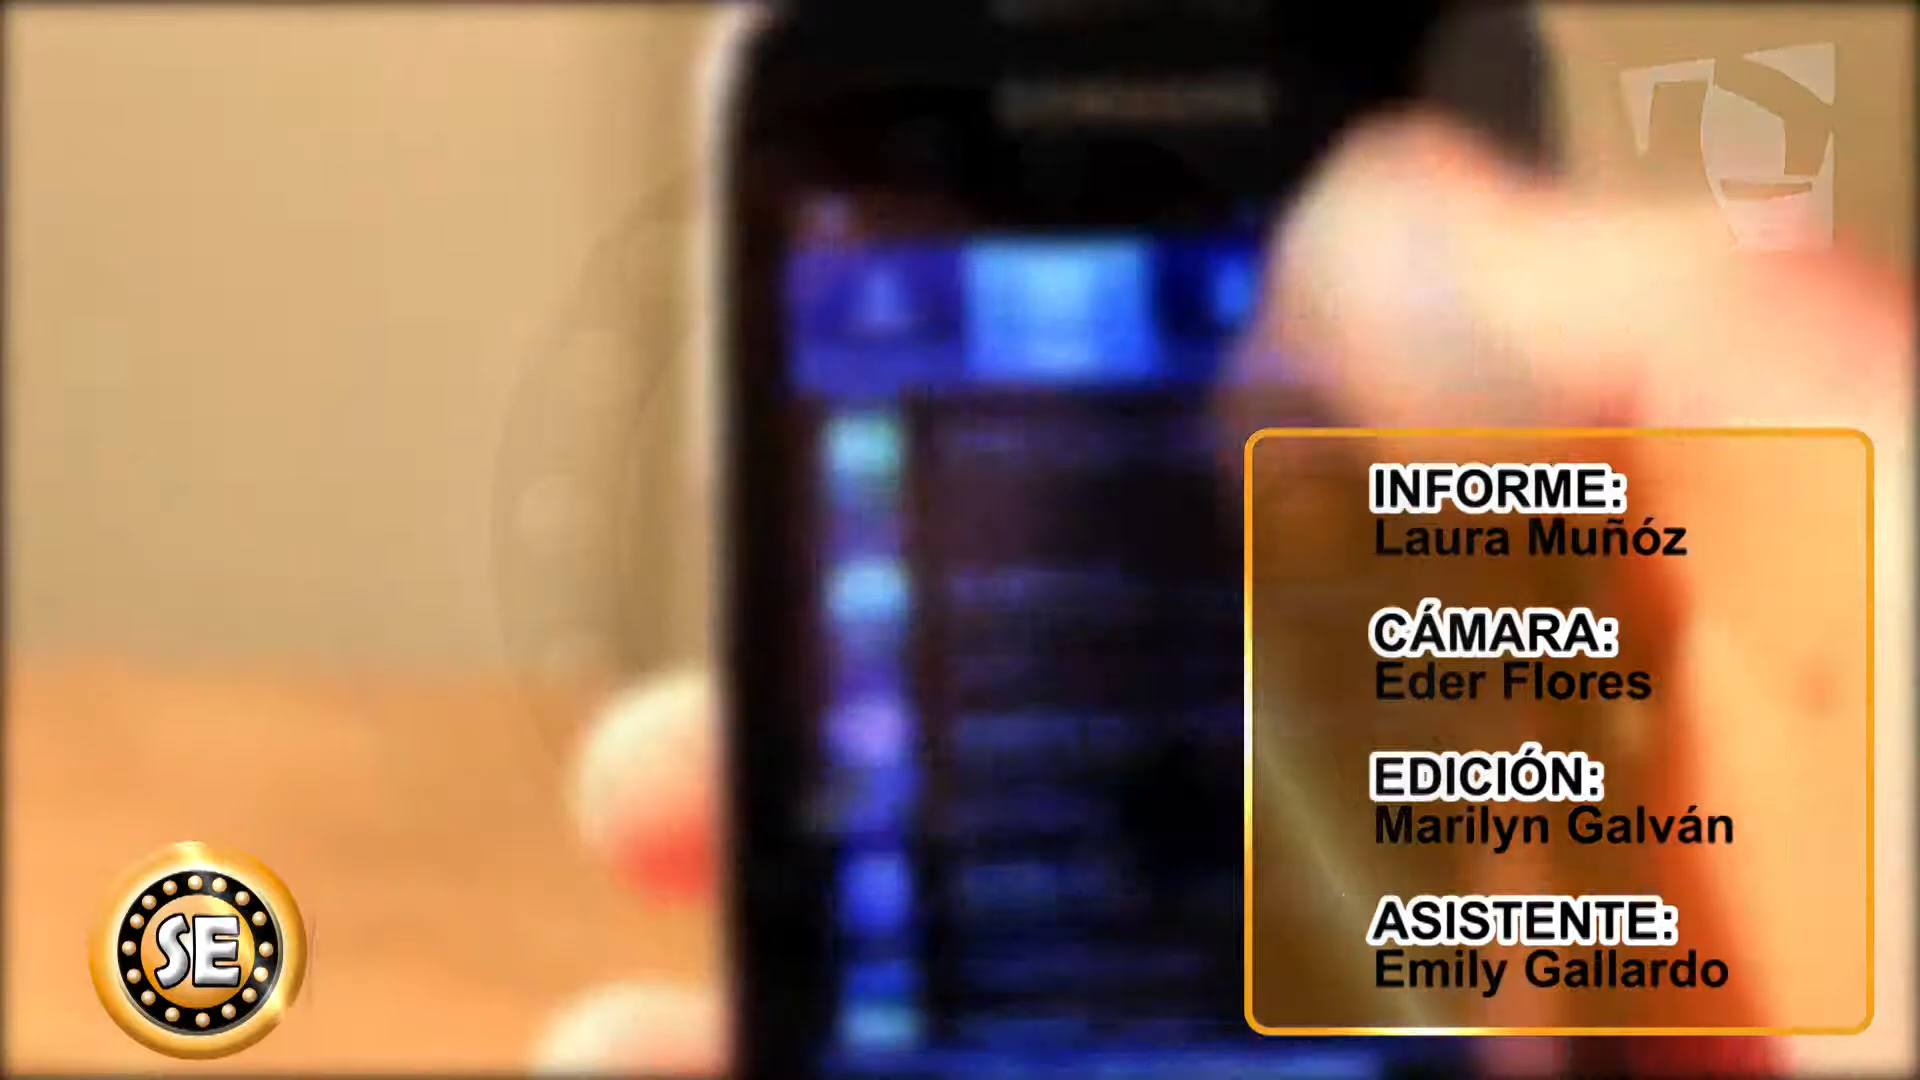 INFORME:
Laura Muñóz
CÁMARA:
Eder Flores
EDICIÓN:
Marilyn Galván
ASISTENTE:
Emily Gallardo
SE